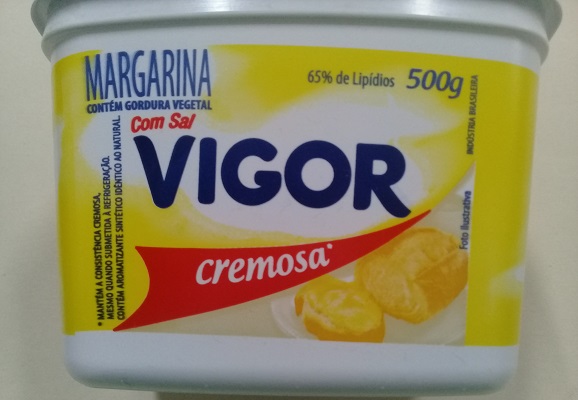 MARGARINA
CONTÉM GORDURA VEGETAL
65% de Lipídios 500g
Com Sal
VIGOR
cremosa*
* MANTÉM A CONSISTÊNCIA CREMOSA,
MESMO QUANDO SUBMETIDA À REFRIGERAÇÃO.
CONTÉM AROMATIZANTE SINTÉTICO IDÊNTICO AO NATURAL.
INDÚSTRIA BRASILEIRA
Foto Ilustrativa